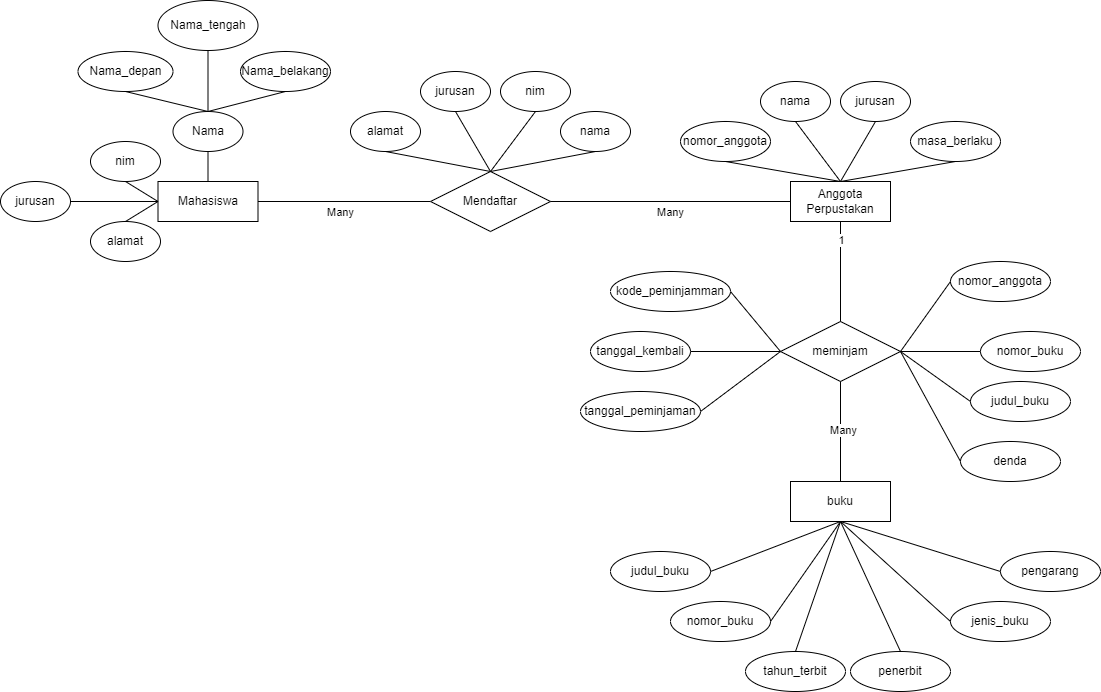 Nama_tengah
Nama_depan
Nama_belakang
Nama
nim
jurusan
Mahasiswa
alamat
Many
jurusan
nim
alamat
nama
Mendaftar
Many
nama
jurusan
nomor_anggota
masa_berlaku
Anggota
Perpustakan
1
kode_peminjamman
nomor_anggota
tanggal_kembali
meminjam
nomor_buku
tanggal_peminjaman
judul_buku
Many
denda
buku
judul_buku
pengarang
nomor_buku
jenis_buku
tahun_terbit
penerbit